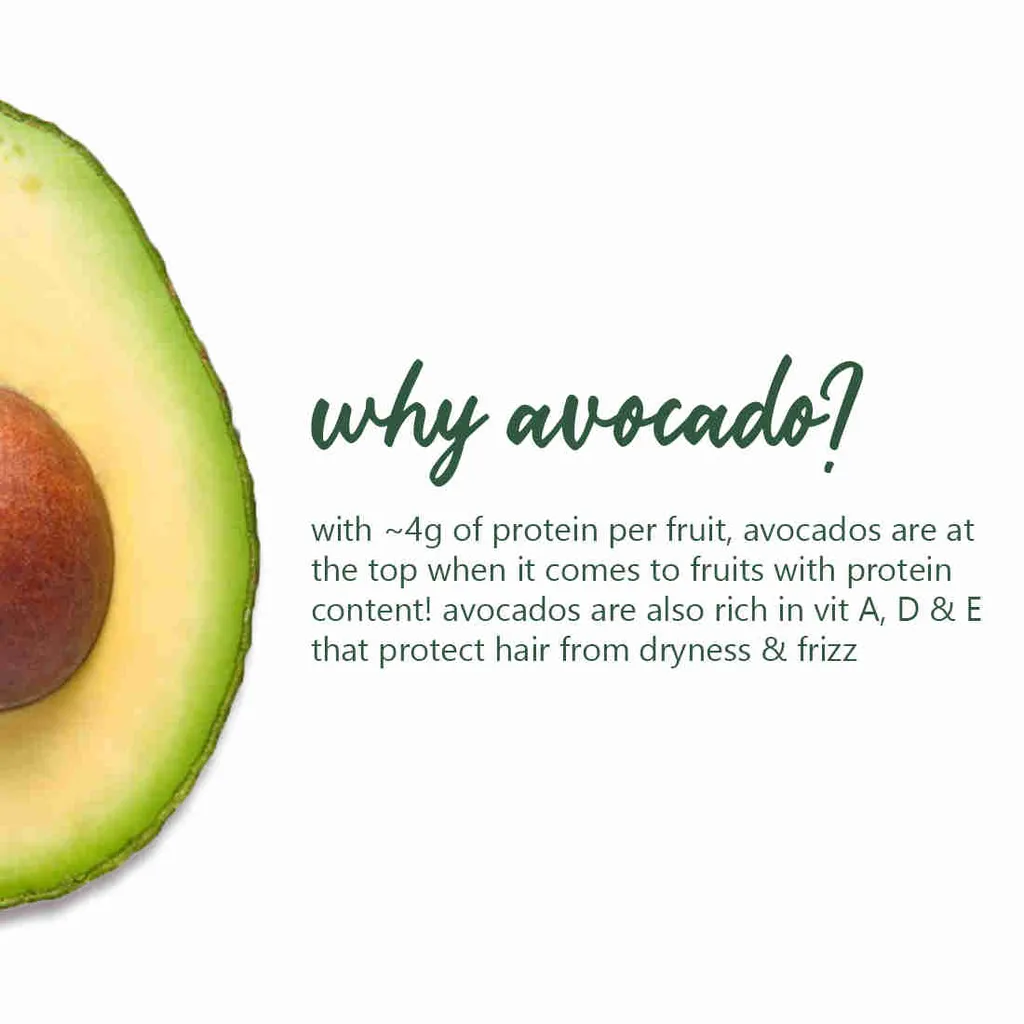 why avocado?
with ~4g of protein per fruit, avocados are at
the top when it comes to fruits with protein
content! avocados are also rich in vit A, D & E
that protect hair from dryness & frizz